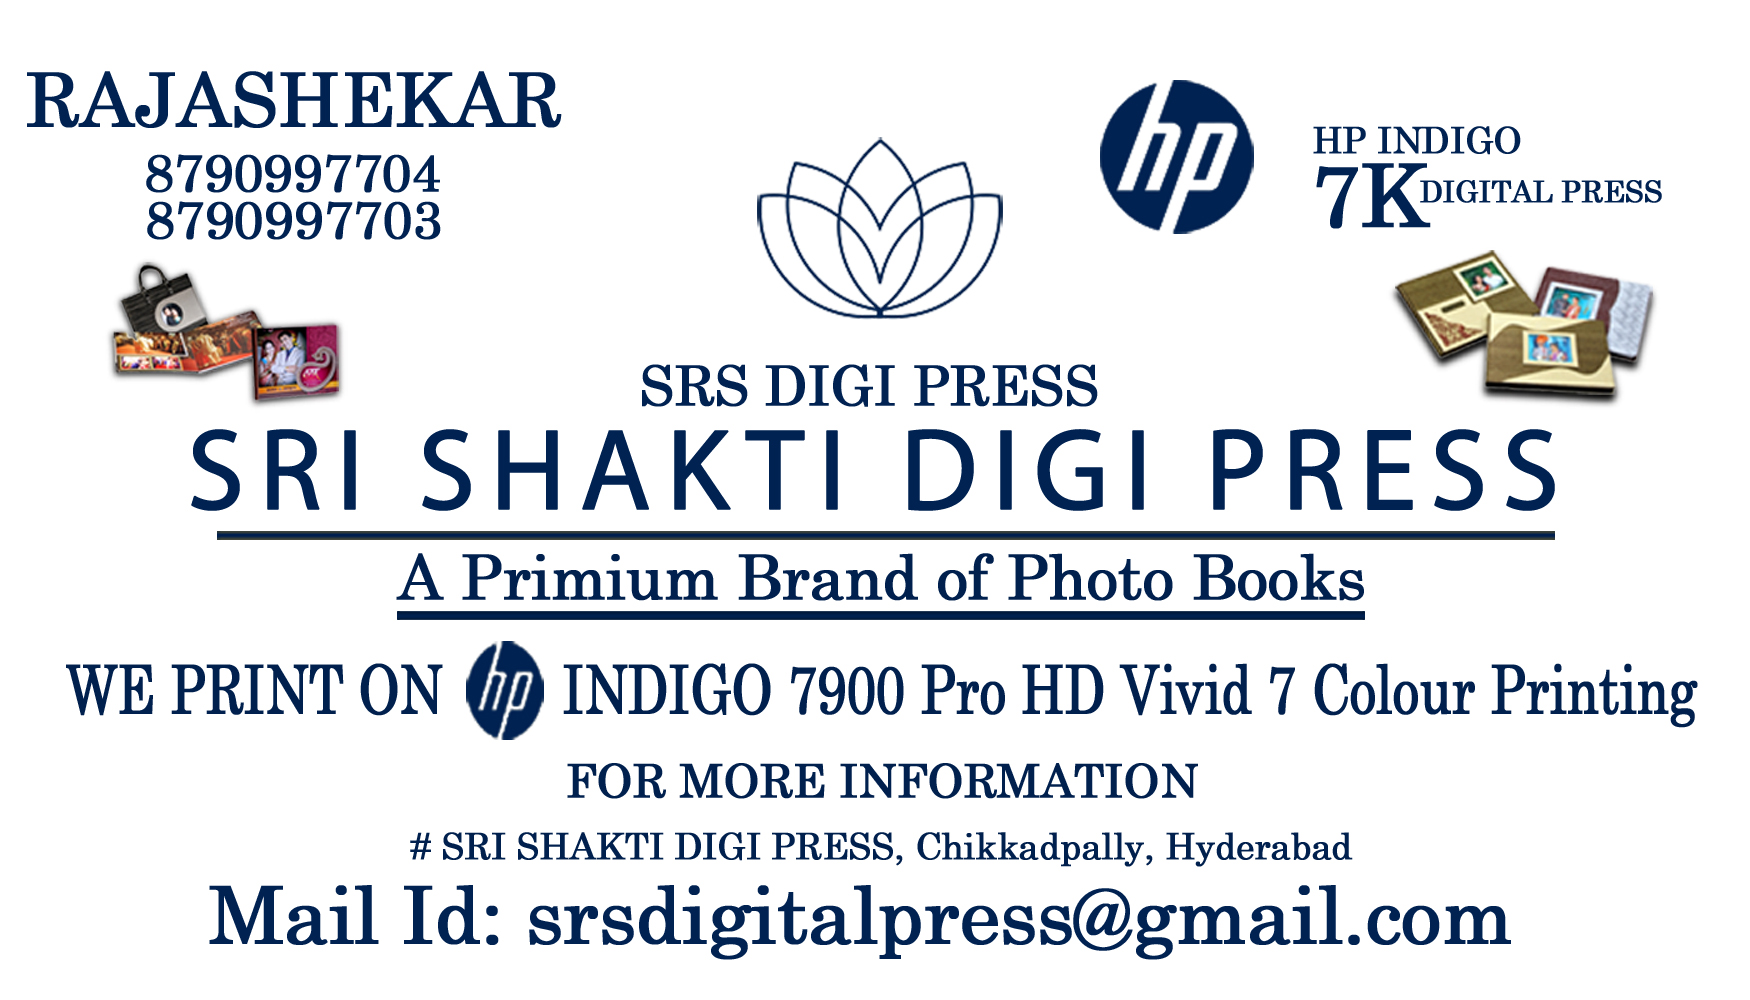 RAJASHEKAR
8790997704
8790997703
hp
HP INDIGO
7K DIGITAL PRESS
SRS DIGI PRESS
SRI SHAKTI DIGI PRESS
A Primium Brand of Photo Books
WE PRINT ON hp INDIGO 7900 Pro HD Vivid 7 Colour Printing
FOR MORE INFORMATION
# SRI SHAKTI DIGI PRESS, Chikkadpally, Hyderabad
Mail Id: srsdigitalpress@gmail.com